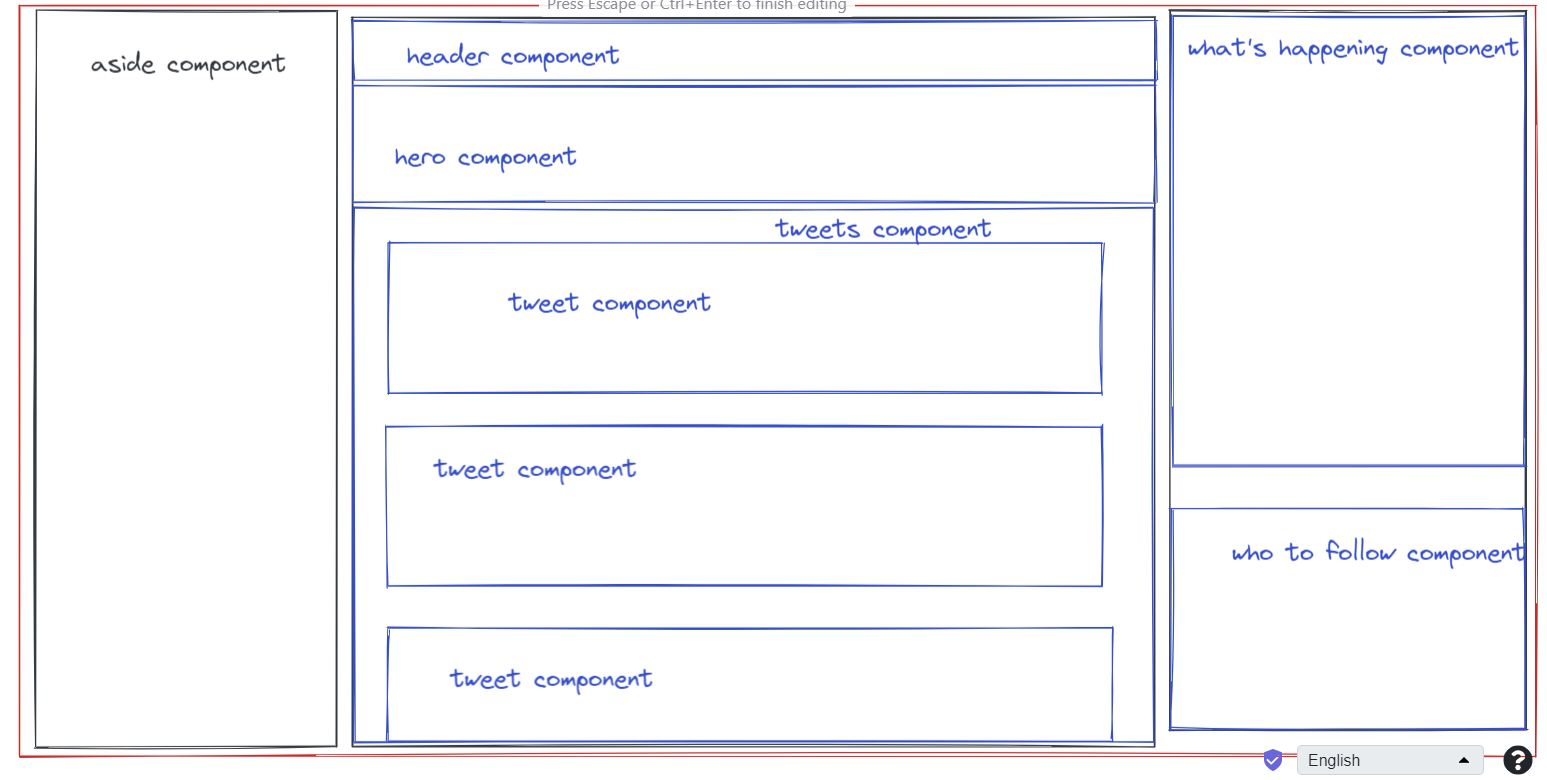 Press Escape or Ctrl+Enter to finish editing
aside component
header component
hero component
tweets component
tweet component
tweet component
tweet component
what's happening component
who to follow component
English
?